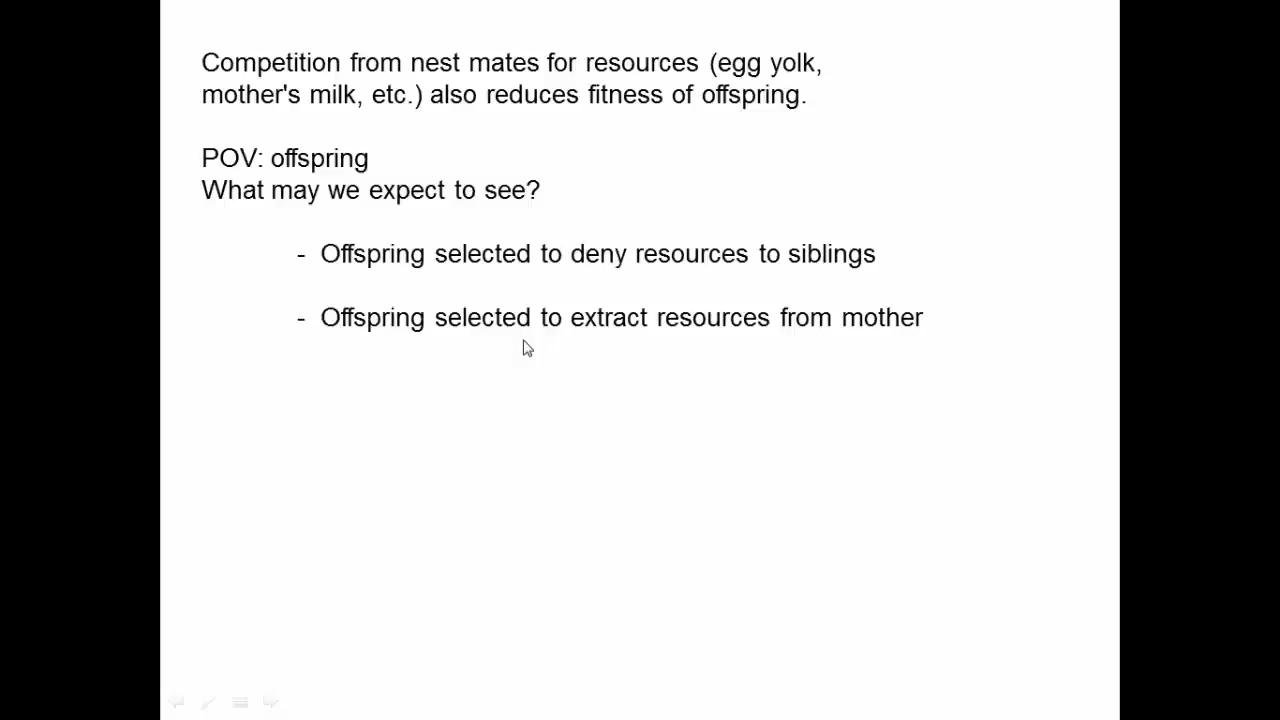 Competition from nest mates for resources (egg yolk,
mother's milk, etc.) also reduces fitness of offspring.
POV: offspring
What may we expect to see?
- Offspring selected to deny resources to siblings
- Offspring selected to extract resources from mother